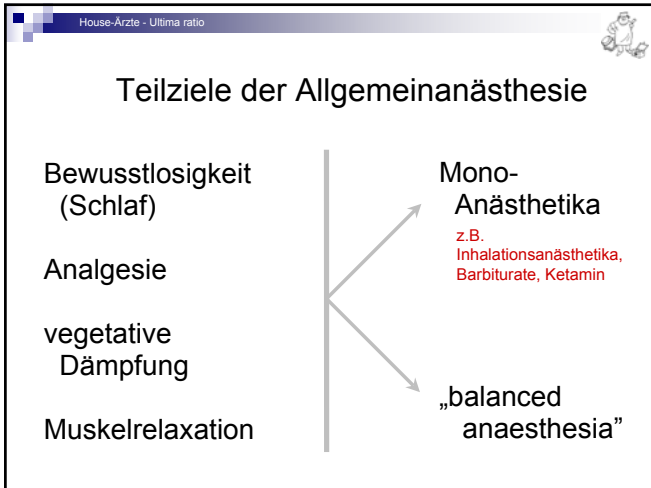 House-Ärzte - Ultima ratio
Teilziele der Allgemeinanästhesie
Bewusstlosigkeit
(Schlaf)
Analgesie
vegetative
Dämpfung
Muskelrelaxation
Mono-
Anästhetika
z.B.
Inhalationsanästhetika,
Barbiturate, Ketamin
„balanced
anaesthesia”